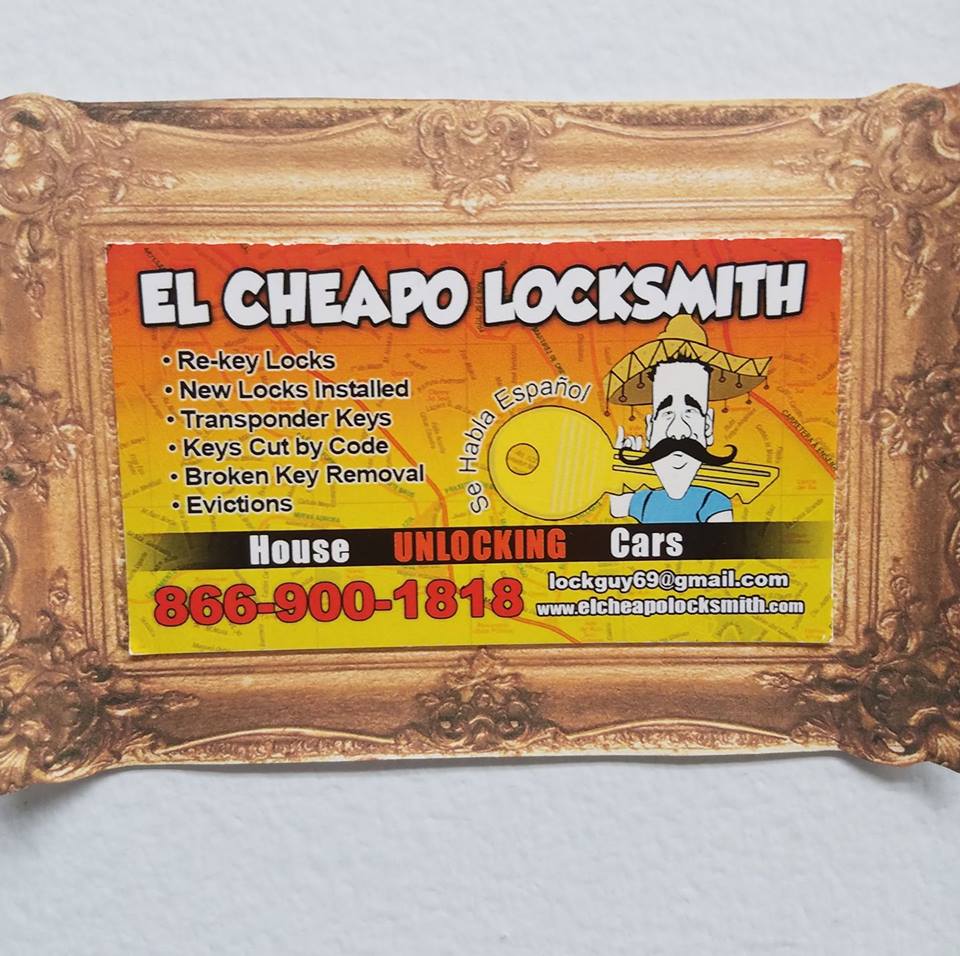 EL CHEAPO LOCKSMITH
• Re-key Locks
• New Locks Installed
• Transponder Keys
• Keys Cut by Code
• Broken Key Removal
• Evictions
Se Habla Español
House UNLOCKING Cars
866-900-1818
lockguy69@gmail.com
www.elcheapolocksmith.com